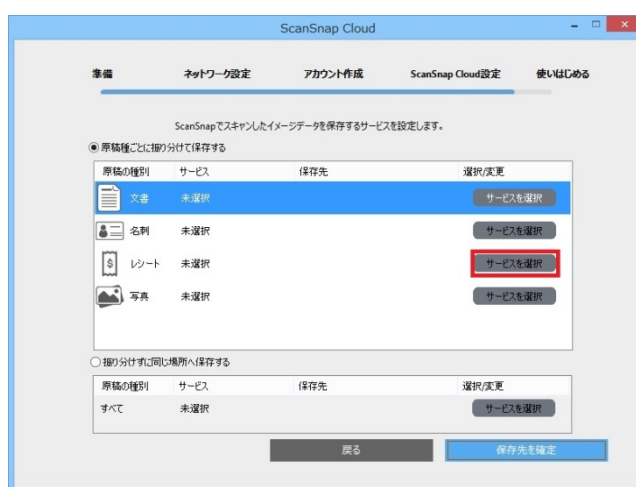 ScanSnap Cloud
準備 ネットワーク設定 アカウント作成 ScanSnap Cloud設定 使いはじめる
ScanSnapでスキャンしたイメージデータを保存するサービスを設定します。
原稿種ごとに振り分けて保存する
原稿の種別 サービス 保存先 選択/変更
文書 未選択 サービスを選択
名刺 未選択 サービスを選択
レシート 未選択 サービスを選択
写真 未選択 サービスを選択
振り分けずに同じ場所へ保存する
原稿の種別 サービス 保存先 選択/変更
すべて 未選択 サービスを選択
戻る 保存先を確定